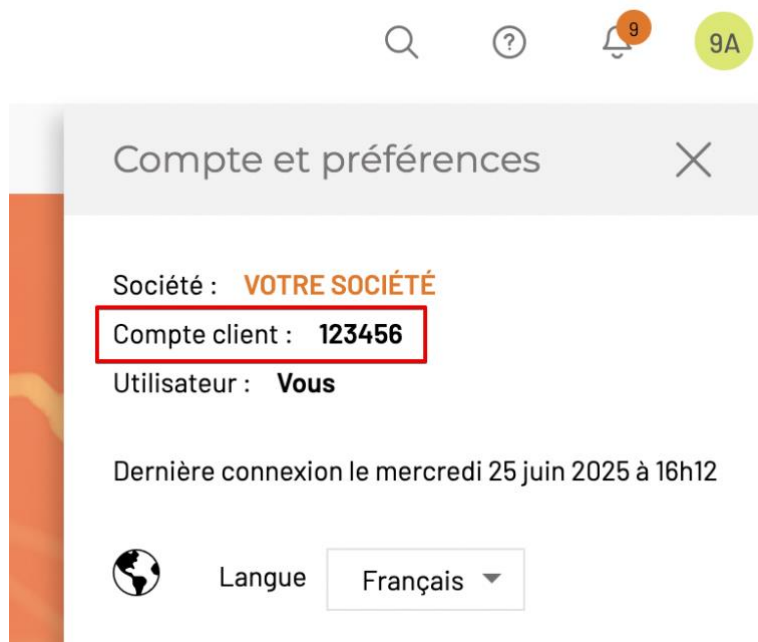 9
9A
Compte et préférences
Société : VOTRE SOCIÉTÉ
Compte client : 123456
Utilisateur : Vous
Dernière connexion le mercredi 25 juin 2025 à 16h12
Langue Français